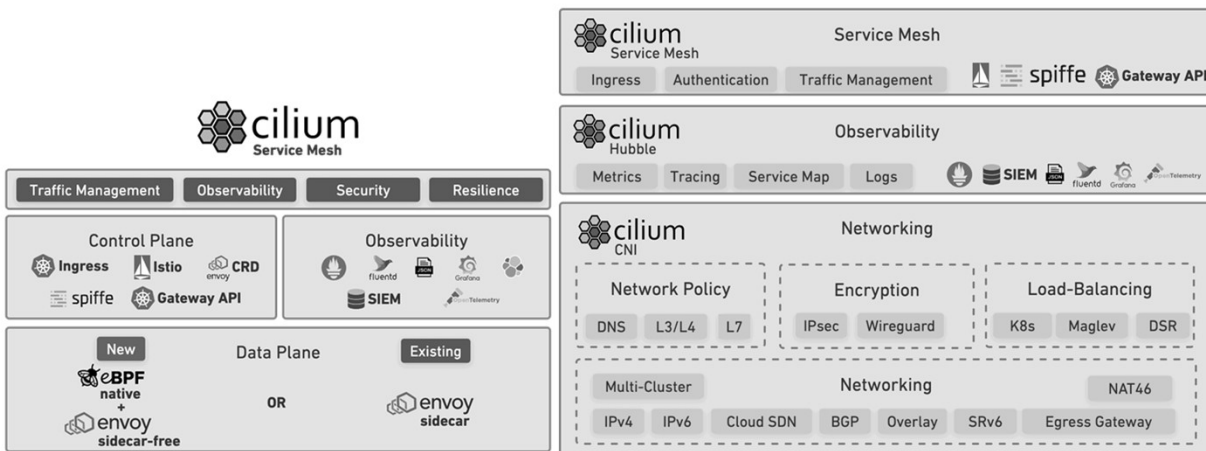 cilium
Service Mesh
Traffic Management Observability Security Resilience
Control Plane
Ingress Istio envoy CRD
spiffe Gateway API
Observability
fluentd JSON Grafana
SIEM OpenTelemetry
New Data Plane Existing
eBPF
native
+
envoy
sidecar-free
OR
envoy
sidecar
cilium
Service Mesh
Service Mesh
Ingress Authentication Traffic Management
spiffe Gateway API
cilium
Hubble
Observability
Metrics Tracing Service Map Logs
SIEM JSON fluentd Grafana OpenTelemetry
cilium
CNI
Networking
Network Policy
DNS L3/L4 L7
Encryption
IPsec Wireguard
Load-Balancing
K8s Maglev DSR
Multi-Cluster Networking NAT46
IPv4 IPv6 Cloud SDN BGP Overlay SRv6 Egress Gateway